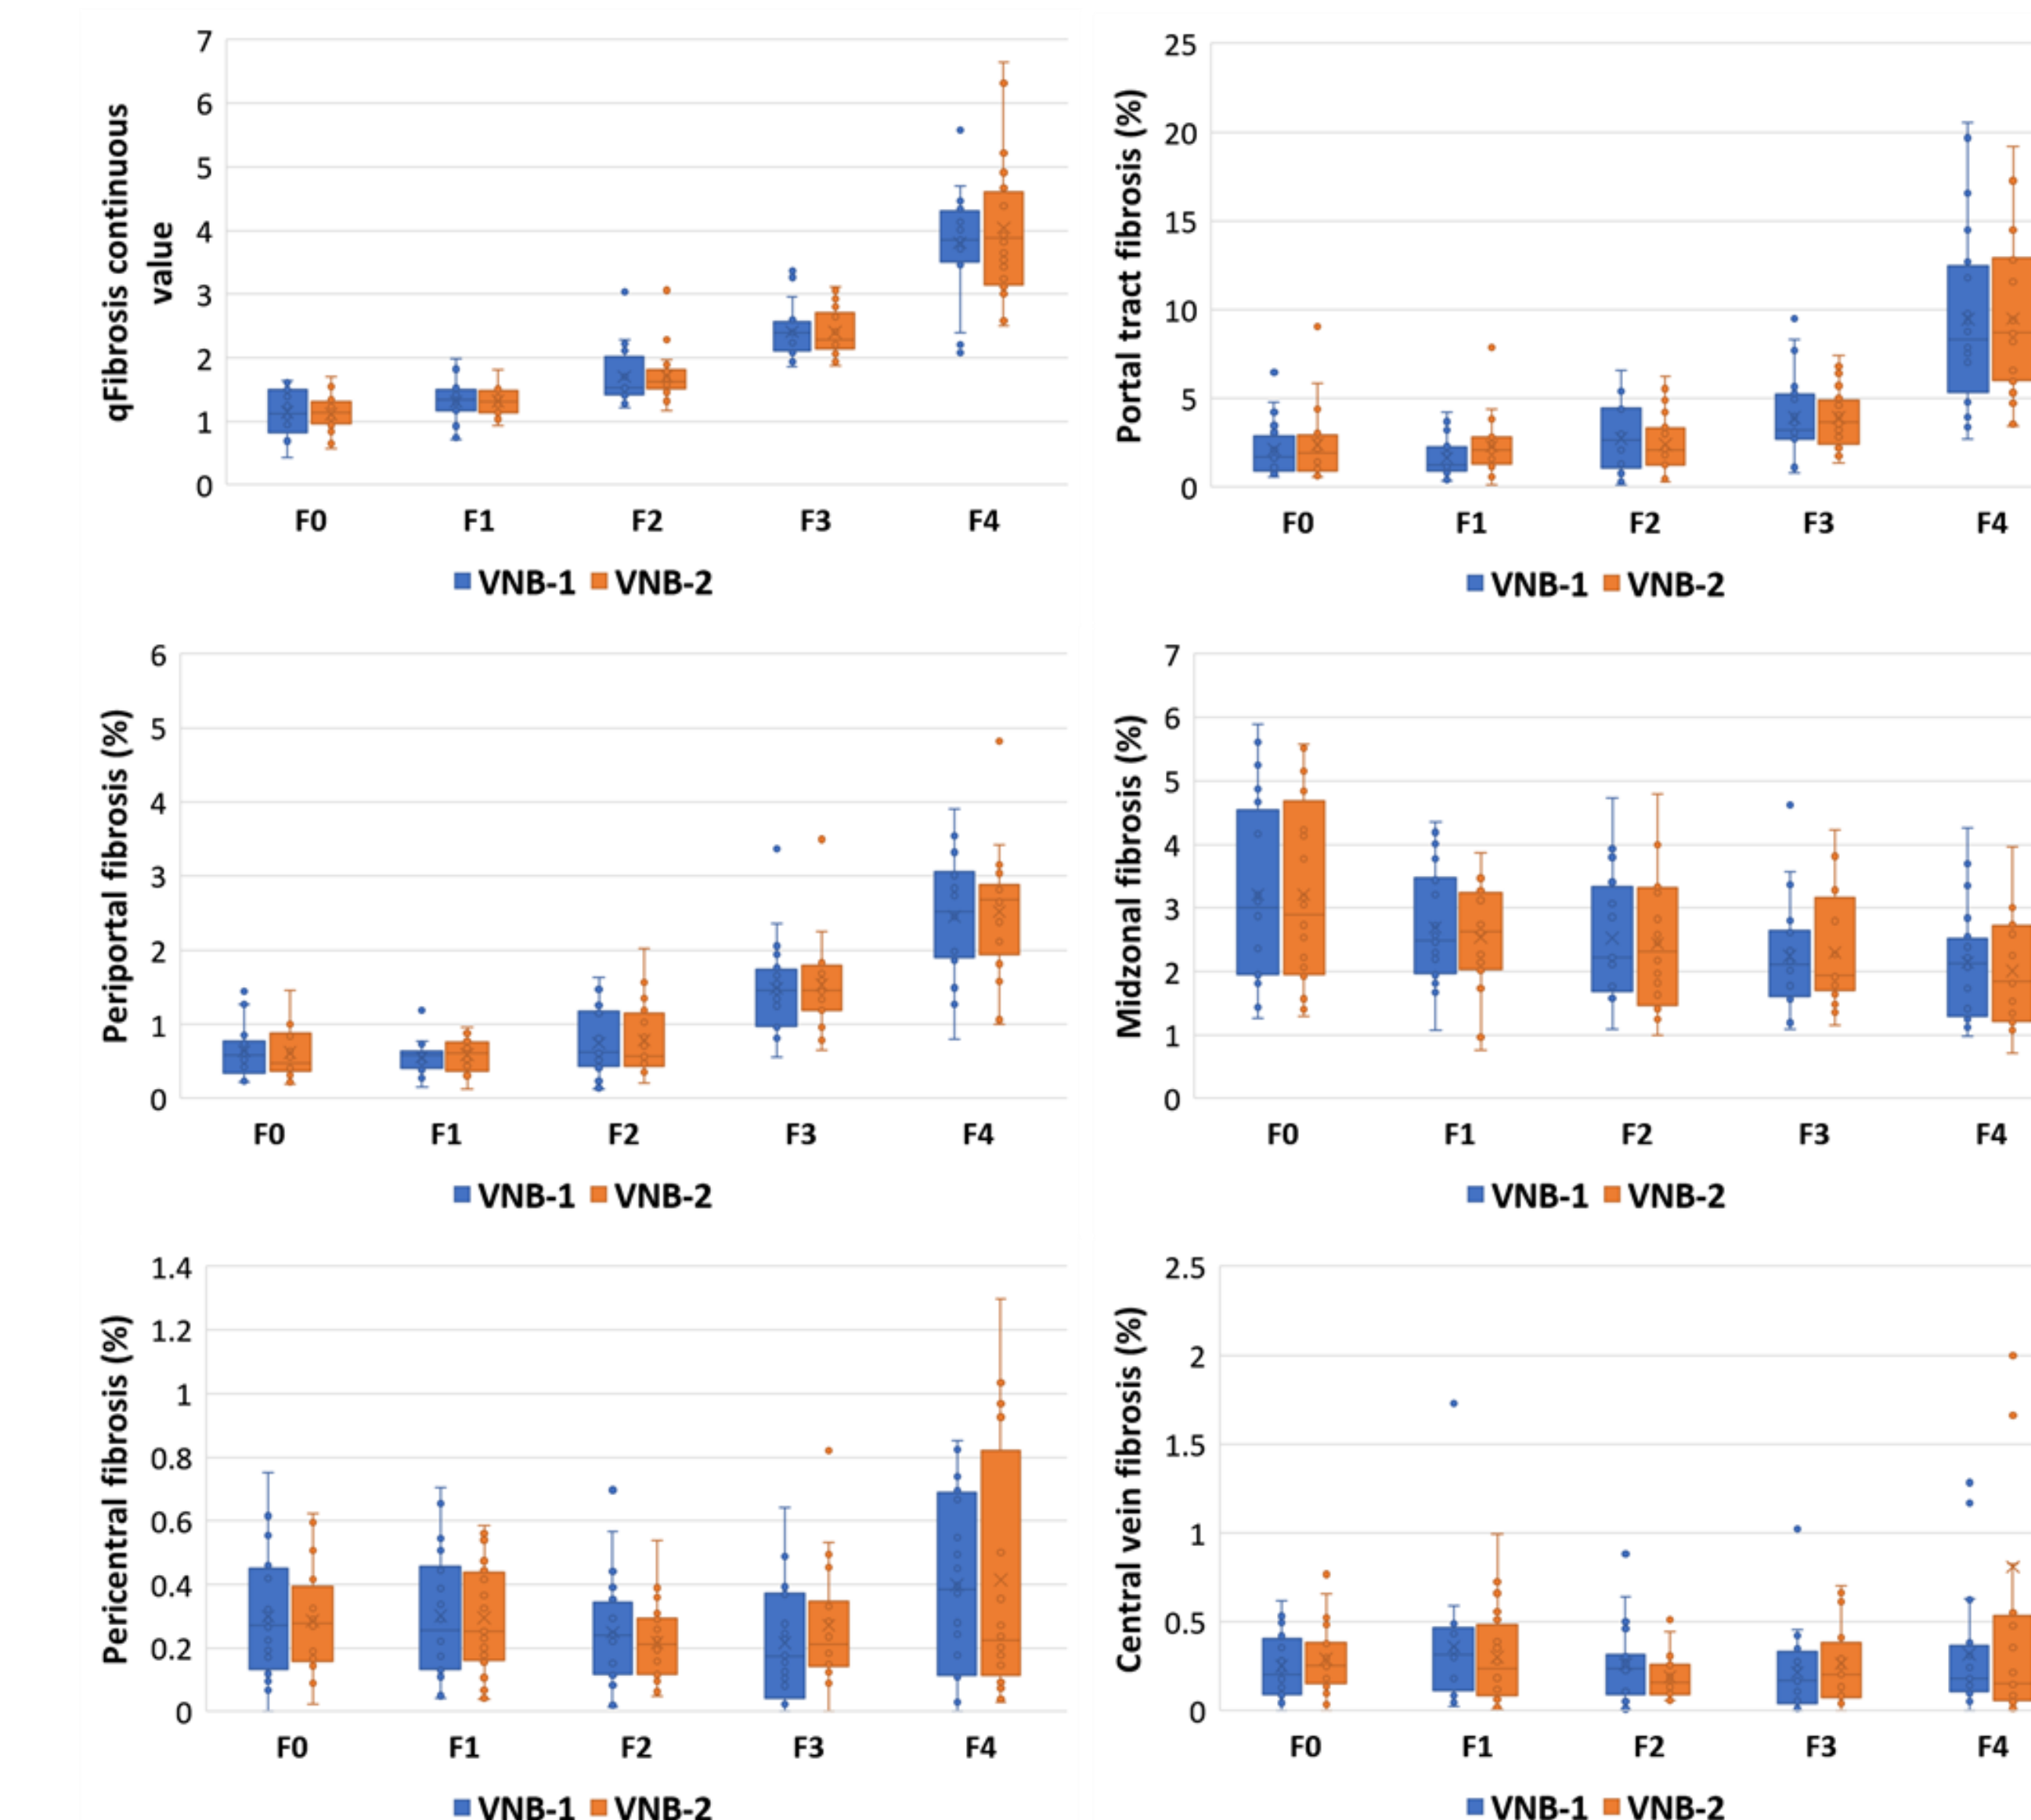 qFibrosis continuous
value
7
6
5
4
3
2
1
0
F0 F1 F2 F3 F4
VNB-1 VNB-2
Portal tract fibrosis (%)
25
20
15
10
5
0
F0 F1 F2 F3 F4
VNB-1 VNB-2
Periportal fibrosis (%)
6
5
4
3
2
1
0
F0 F1 F2 F3 F4
VNB-1 VNB-2
Midzonal fibrosis (%)
7
6
5
4
3
2
1
0
F0 F1 F2 F3 F4
VNB-1 VNB-2
Pericentral fibrosis (%)
1.4
1.2
1
0.8
0.6
0.4
0.2
0
F0 F1 F2 F3 F4
VNB-1 VNB-2
Central vein fibrosis (%)
2.5
2
1.5
1
0.5
0
F0 F1 F2 F3 F4
VNB-1 VNB-2